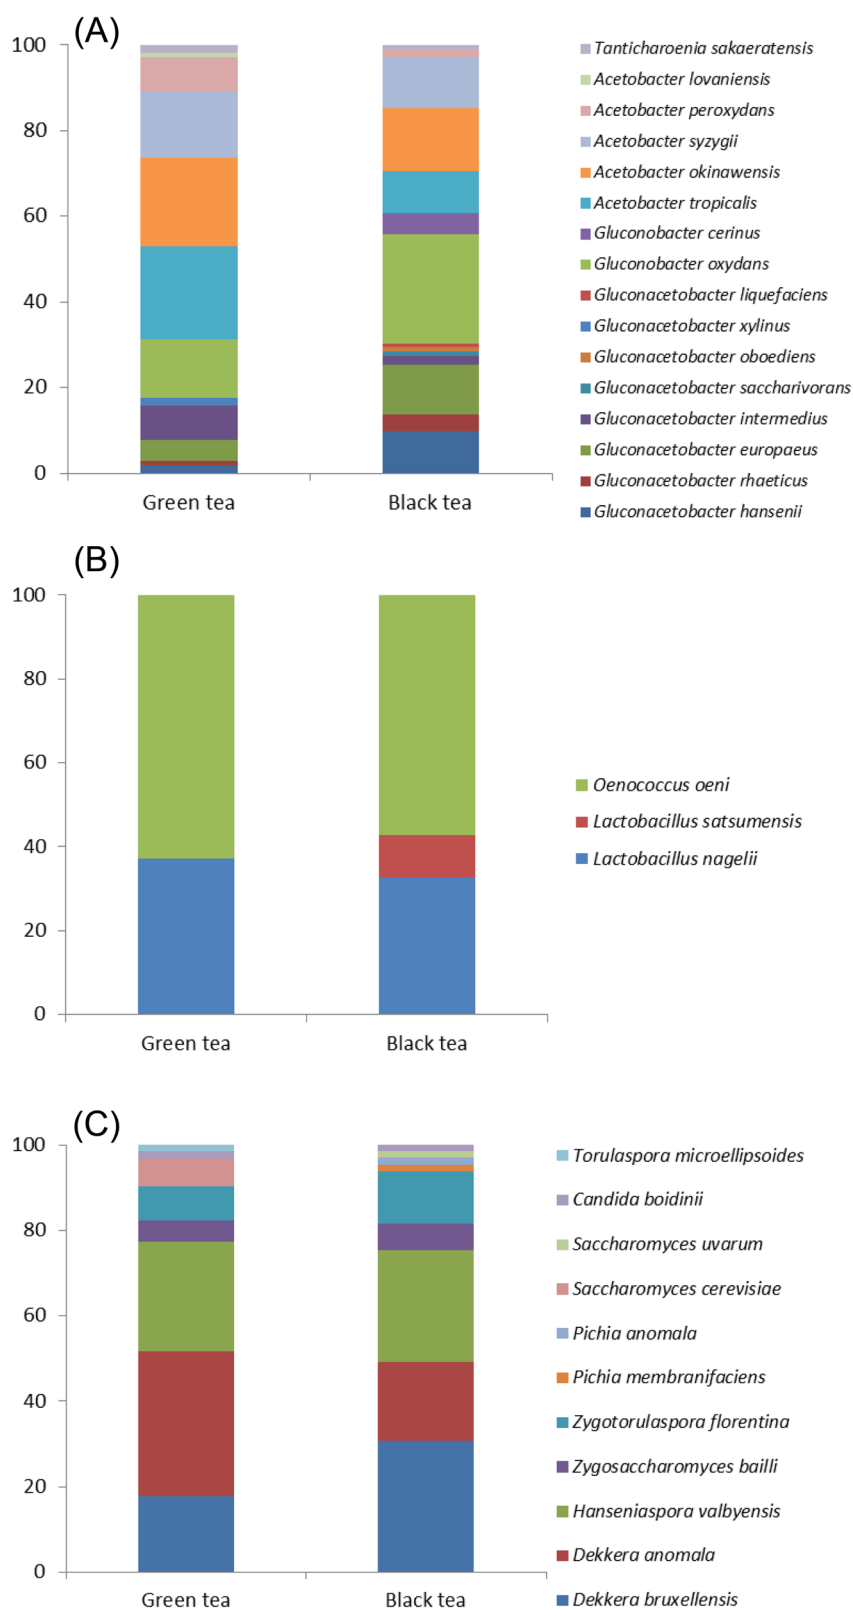 (A)
100
80
60
40
20
0
Green tea
Black tea
Tanticharoenia sakaeratensis
Acetobacter lovaniensis
Acetobacter peroxydans
Acetobacter syzygii
Acetobacter okinawensis
Acetobacter tropicalis
Gluconobacter cerinus
Gluconobacter oxydans
Gluconacetobacter liquefaciens
Gluconacetobacter xylinus
Gluconacetobacter oboediens
Gluconacetobacter saccharivorans
Gluconacetobacter intermedius
Gluconacetobacter europaeus
Gluconacetobacter rhaeticus
Gluconacetobacter hansenii
(B)
100
80
60
40
20
0
Green tea
Black tea
Oenococcus oeni
Lactobacillus satsumensis
Lactobacillus nagelii
(C)
100
80
60
40
20
0
Green tea
Black tea
Torulaspora microellipsoides
Candida boidinii
Saccharomyces uvarum
Saccharomyces cerevisiae
Pichia anomala
Pichia membranifaciens
Zygotorulaspora florentina
Zygosaccharomyces bailli
Hanseniaspora valbyensis
Dekkera anomala
Dekkera bruxellensis